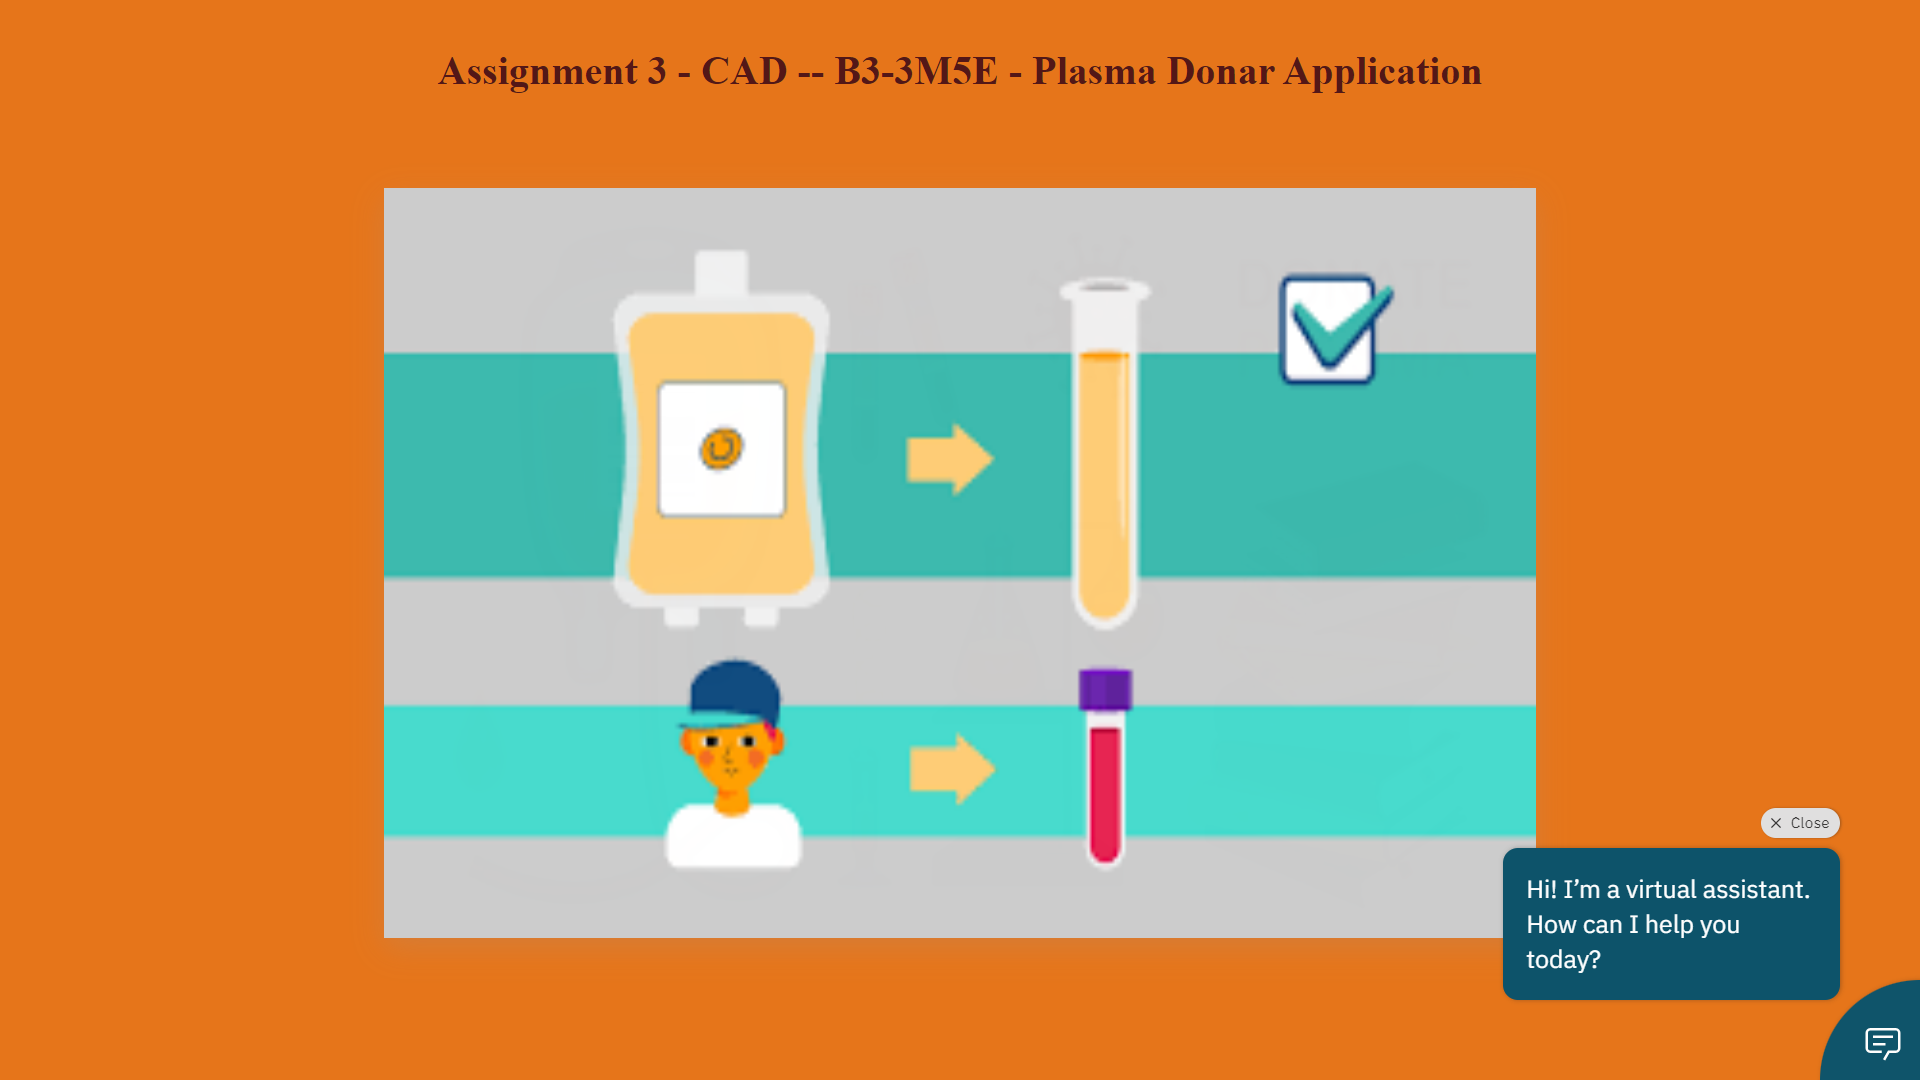 Assignment 3 - CAD -- B3-3M5E - Plasma Donar Application
Close
Hi! I’m a virtual assistant.
How can I help you
today?